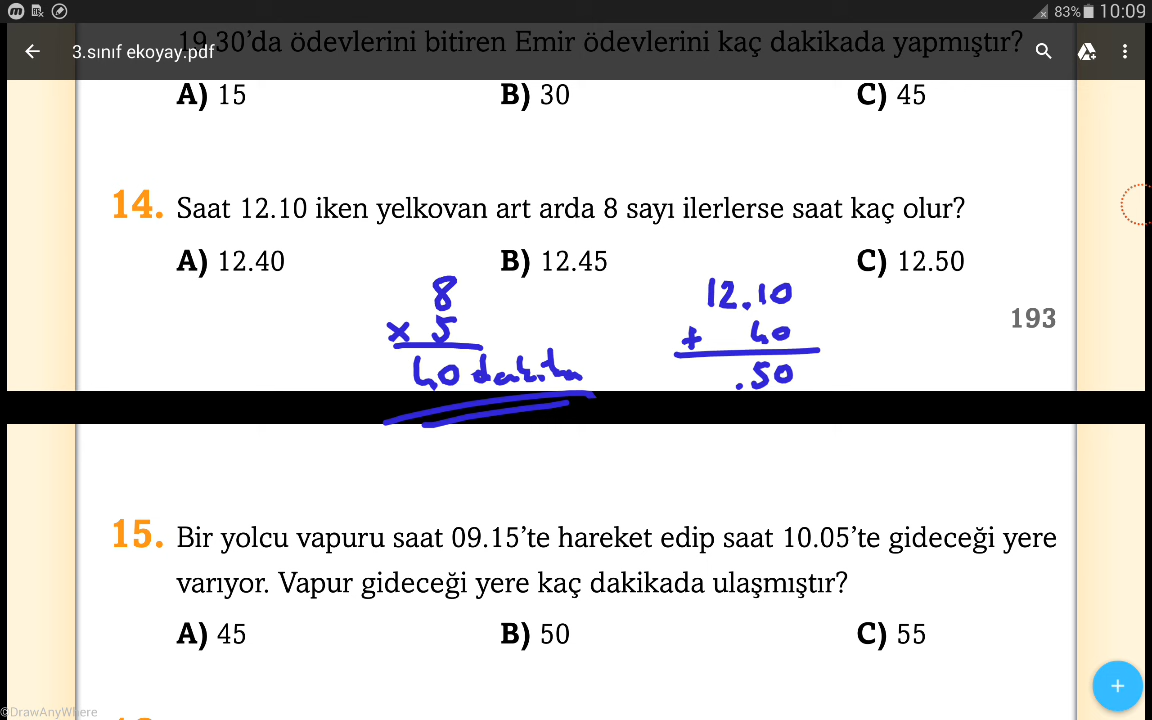 83% 10:09
19.30’da ödevlerini bitiren Emir ödevlerini kaç dakikada yapmıştır?
3.sınıf ekoyay.pdf
A) 15 B) 30 C) 45
14. Saat 12.10 iken yelkovan art arda 8 sayı ilerlerse saat kaç olur?
A) 12.40 B) 12.45 C) 12.50
8
x 5
40 dakika
12.10
+ 40
.50
193
15. Bir yolcu vapuru saat 09.15’te hareket edip saat 10.05’te gideceği yere
varıyor. Vapur gideceği yere kaç dakikada ulaşmıştır?
A) 45 B) 50 C) 55
+
©DrawAnyWhere